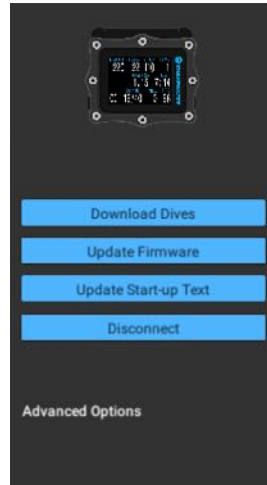 Download Dives
Update Firmware
Update Start-up Text
Disconnect
Advanced Options